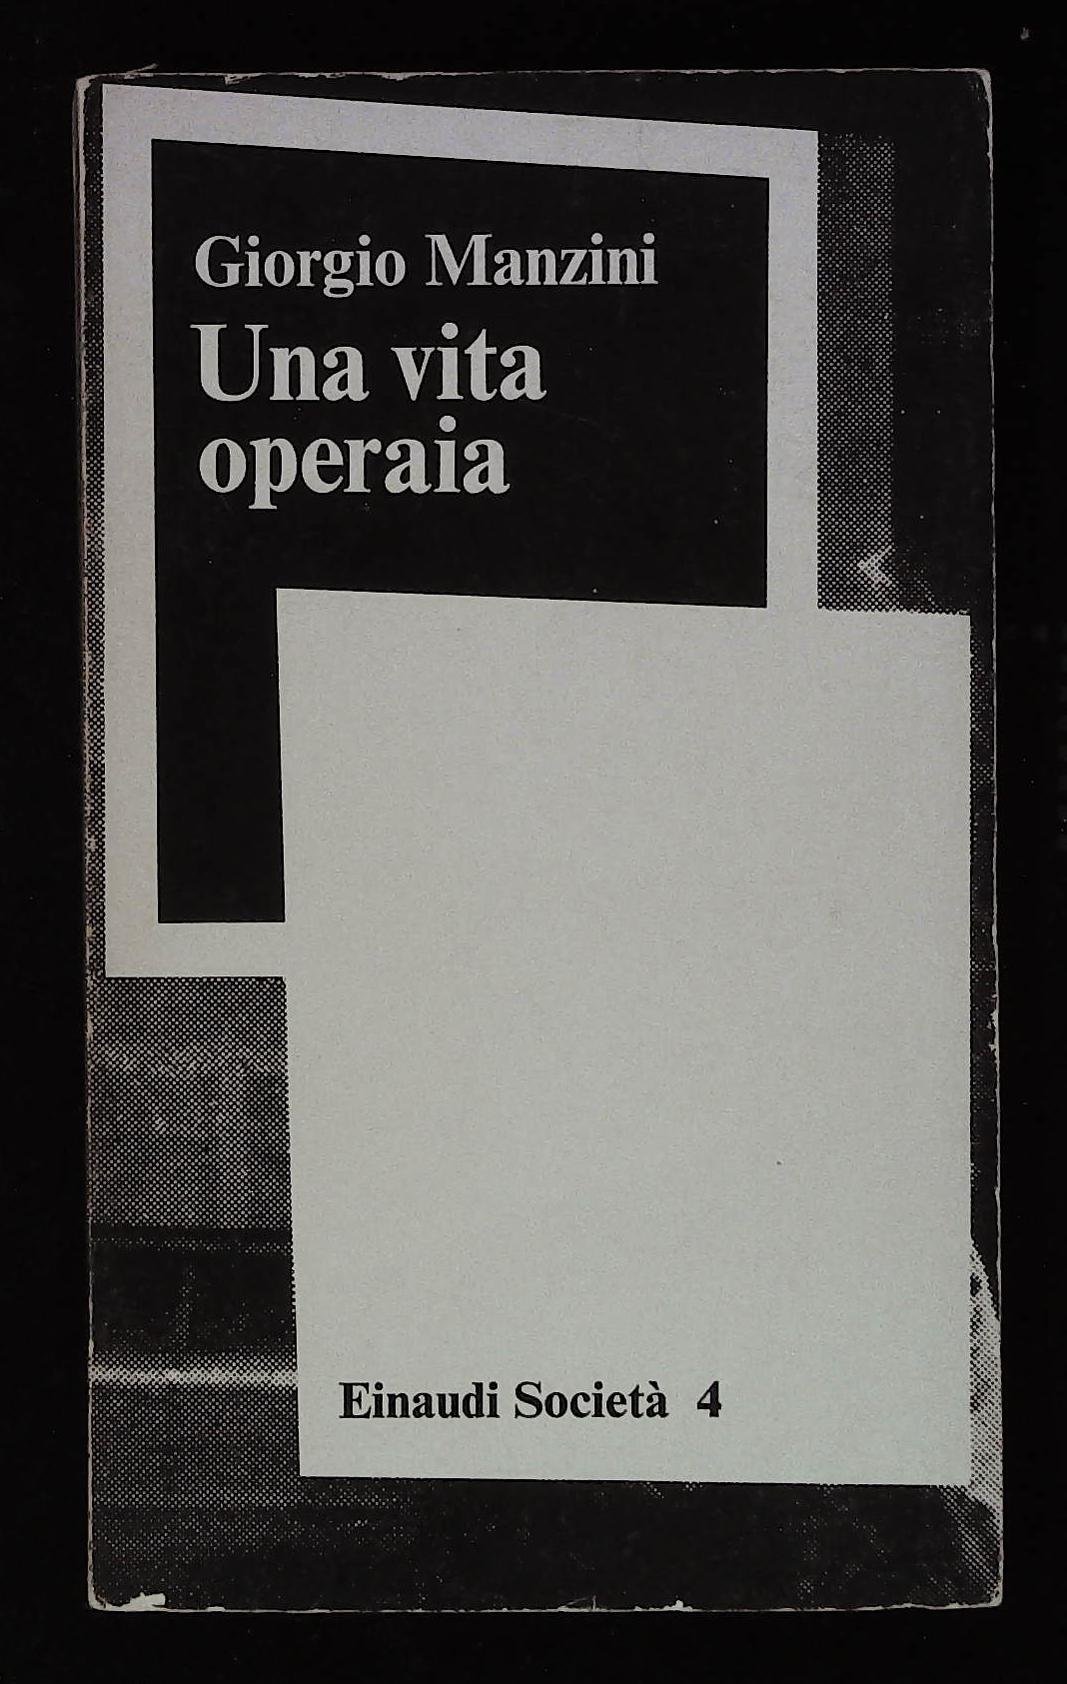 Giorgio Manzini
Una vita
operaia
Einaudi Società 4